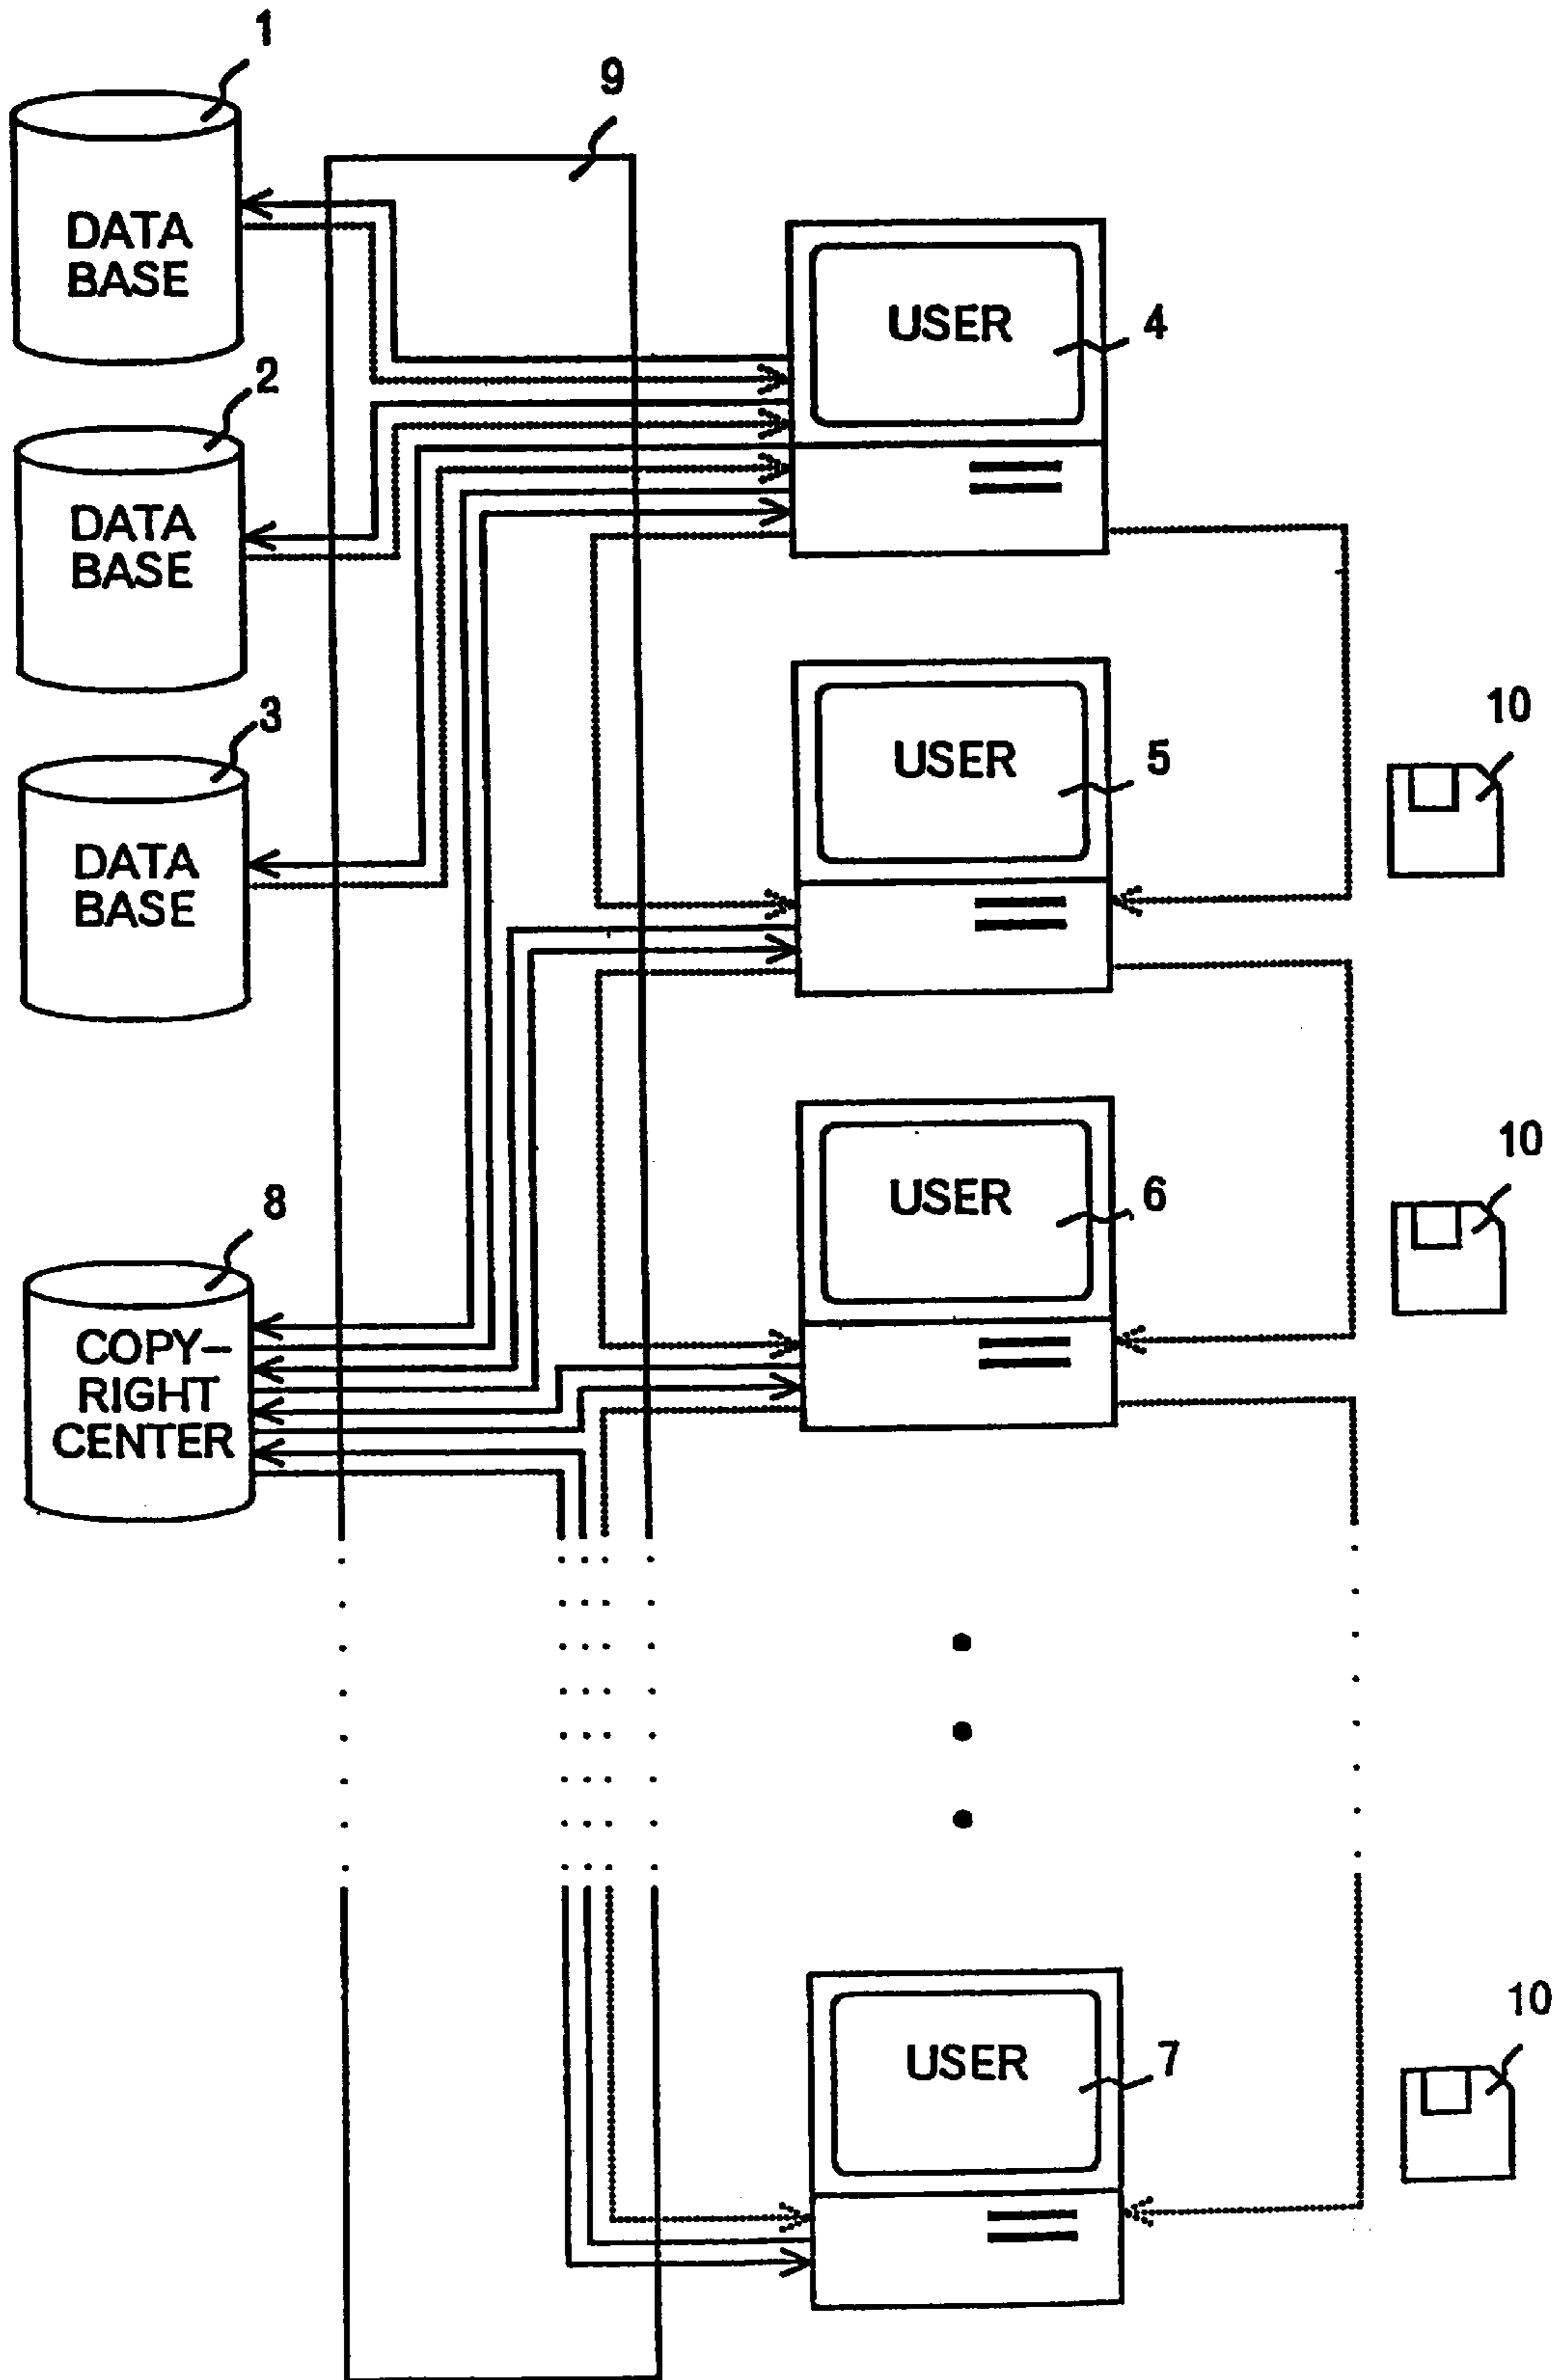 1
9
DATA
BASE
USER
4
2
DATA
BASE
3
10
USER
5
DATA
BASE
10
USER
6
8
COPY-
RIGHT
CENTER
10
USER
7